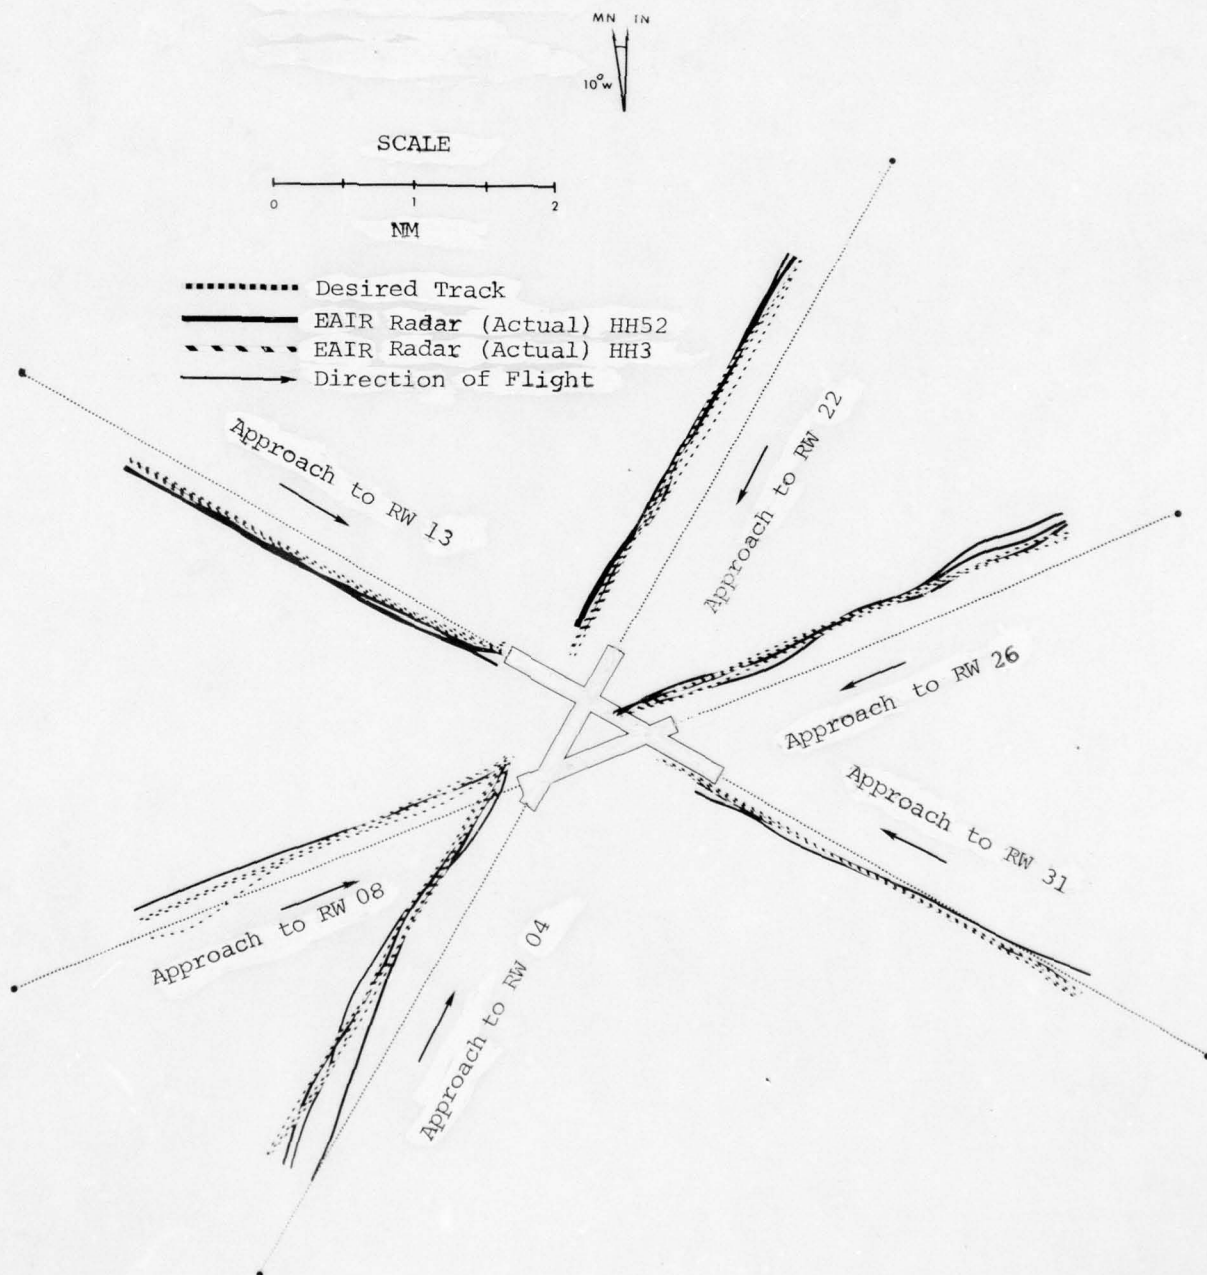 MN TN
10°W
SCALE
0 1 2
NM
Desired Track
EAIR Radar (Actual) HH52
EAIR Radar (Actual) HH3
Direction of Flight
Approach to RW 13
Approach to RW 22
Approach to RW 26
Approach to RW 31
Approach to RW 08
Approach to RW 04